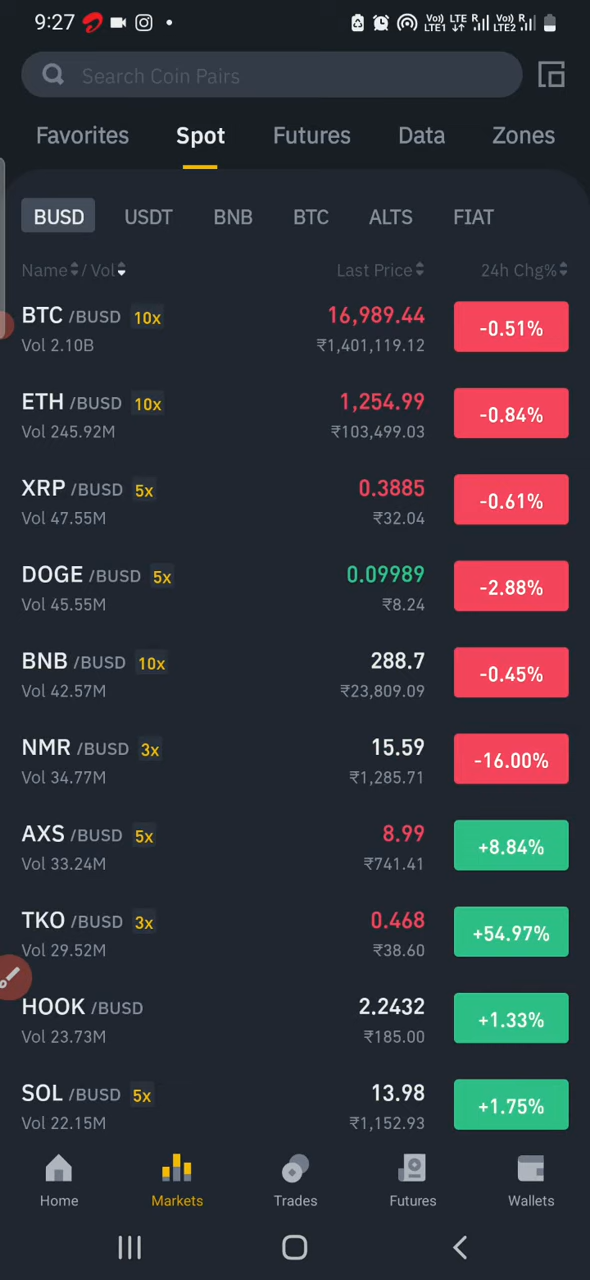 9:27
Vo)) LTE R Vo)) R
LTE1 LTE2
Search Coin Pairs
Favorites Spot Futures Data Zones
BUSD USDT BNB BTC ALTS FIAT
Name / Vol Last Price 24h Chg%
BTC /BUSD 10x 16,989.44 -0.51%
Vol 2.10B ₹1,401,119.12
ETH /BUSD 10x 1,254.99 -0.84%
Vol 245.92M ₹103,499.03
XRP /BUSD 5x 0.3885 -0.61%
Vol 47.55M ₹32.04
DOGE /BUSD 5x 0.09989 -2.88%
Vol 45.55M ₹8.24
BNB /BUSD 10x 288.7 -0.45%
Vol 42.57M ₹23,809.09
NMR /BUSD 3x 15.59 -16.00%
Vol 34.77M ₹1,285.71
AXS /BUSD 5x 8.99 +8.84%
Vol 33.24M ₹741.41
TKO /BUSD 3x 0.468 +54.97%
Vol 29.52M ₹38.60
HOOK /BUSD 2.2432 +1.33%
Vol 23.73M ₹185.00
SOL /BUSD 5x 13.98 +1.75%
Vol 22.15M ₹1,152.93
Home Markets Trades Futures Wallets